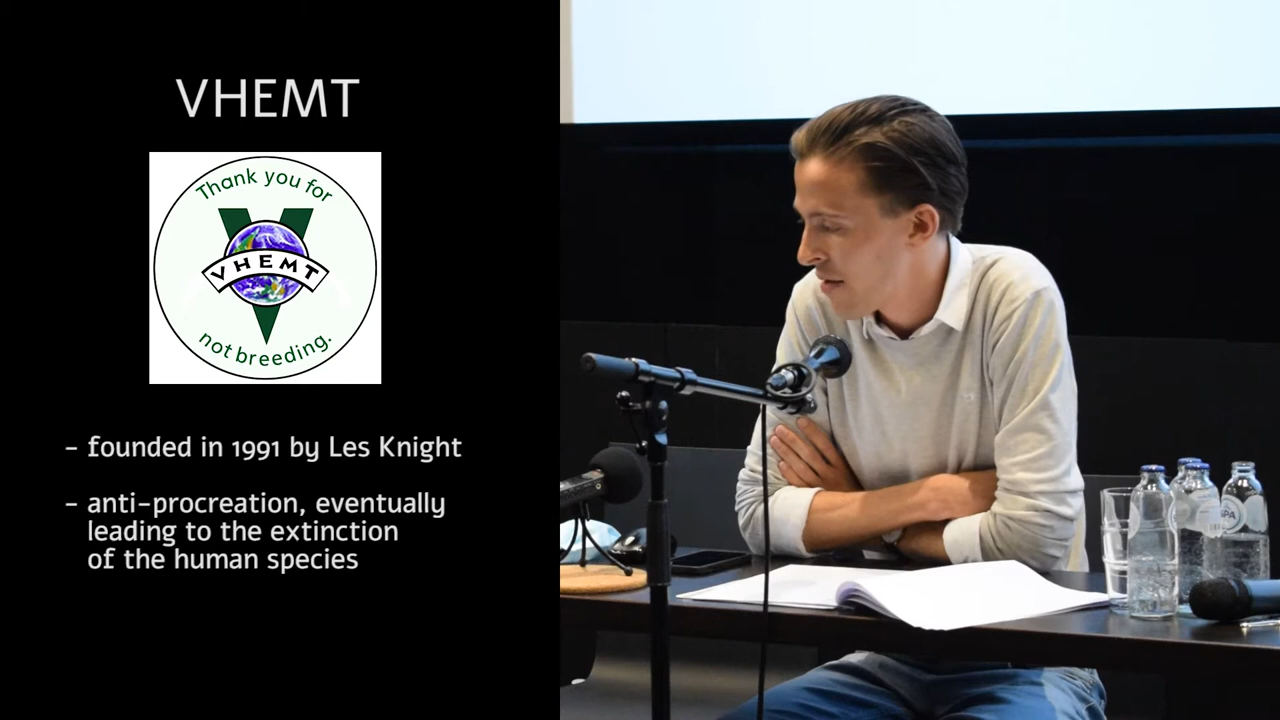 VHEMT
Thank you for
VHEMT
not breeding.
- founded in 1991 by Les Knight
- anti-procreation, eventually
leading to the extinction
of the human species
SPA